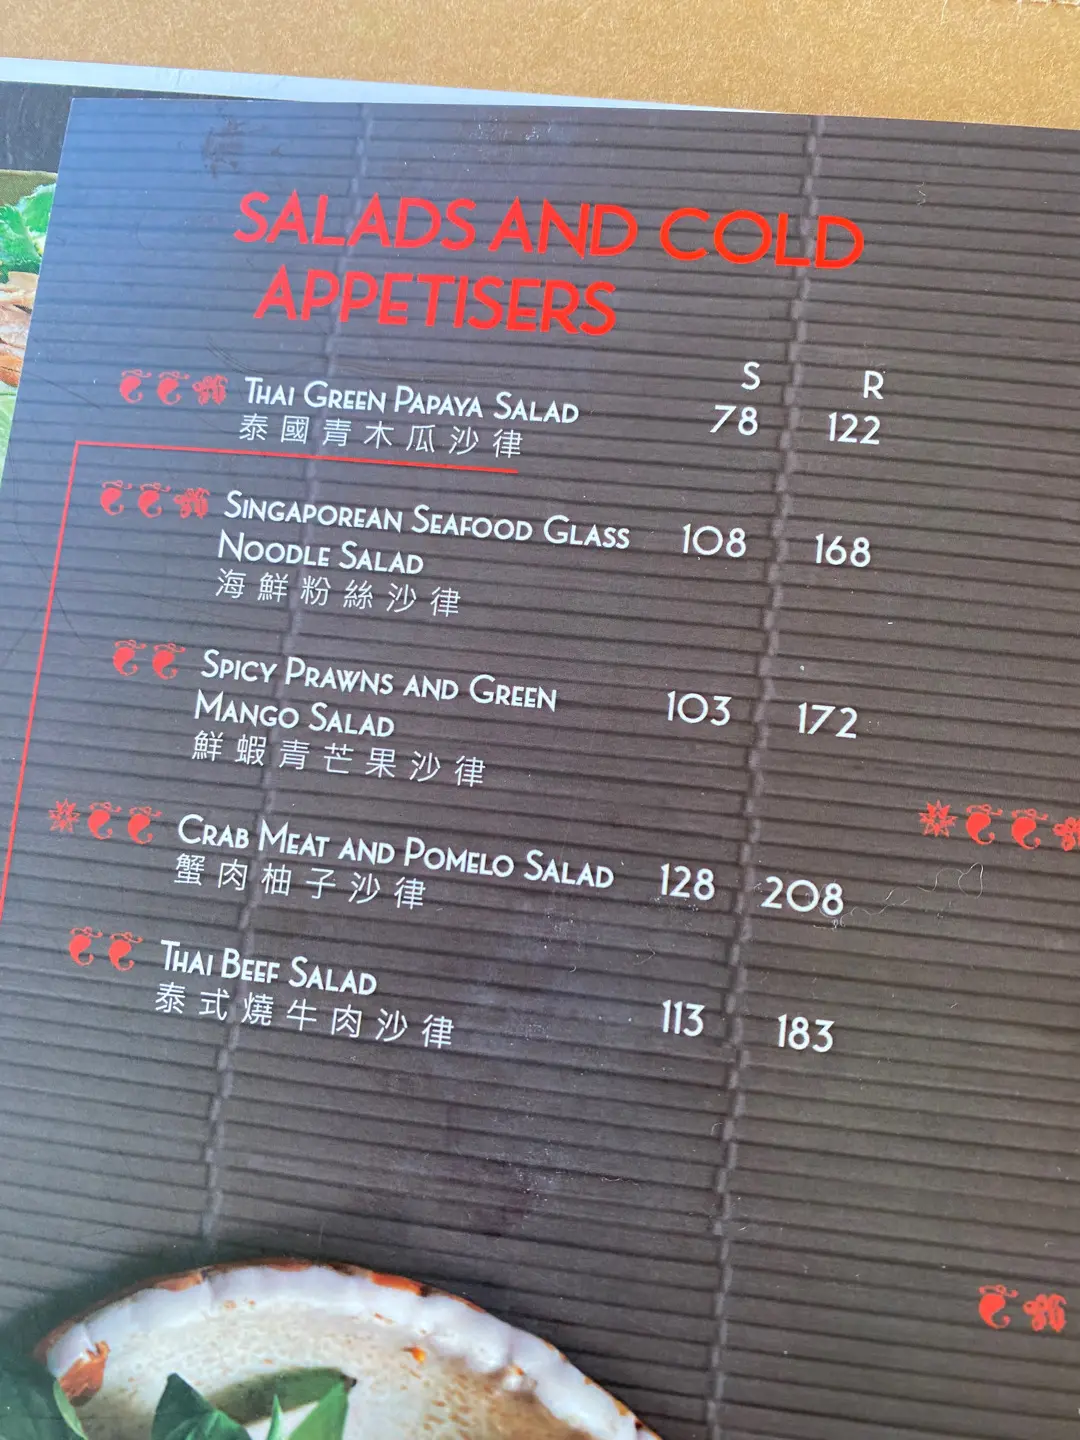 SALADS AND COLD
APPETISERS
S R
THAI GREEN PAPAYA SALAD 78 122
泰國青木瓜沙律
SINGAPOREAN SEAFOOD GLASS 108 168
NOODLE SALAD
海鮮粉絲沙律
SPICY PRAWNS AND GREEN 103 172
MANGO SALAD
鮮蝦青芒果沙律
CRAB MEAT AND POMELO SALAD 128 208
蟹肉柚子沙律
THAI BEEF SALAD 113 183
泰式燒牛肉沙律